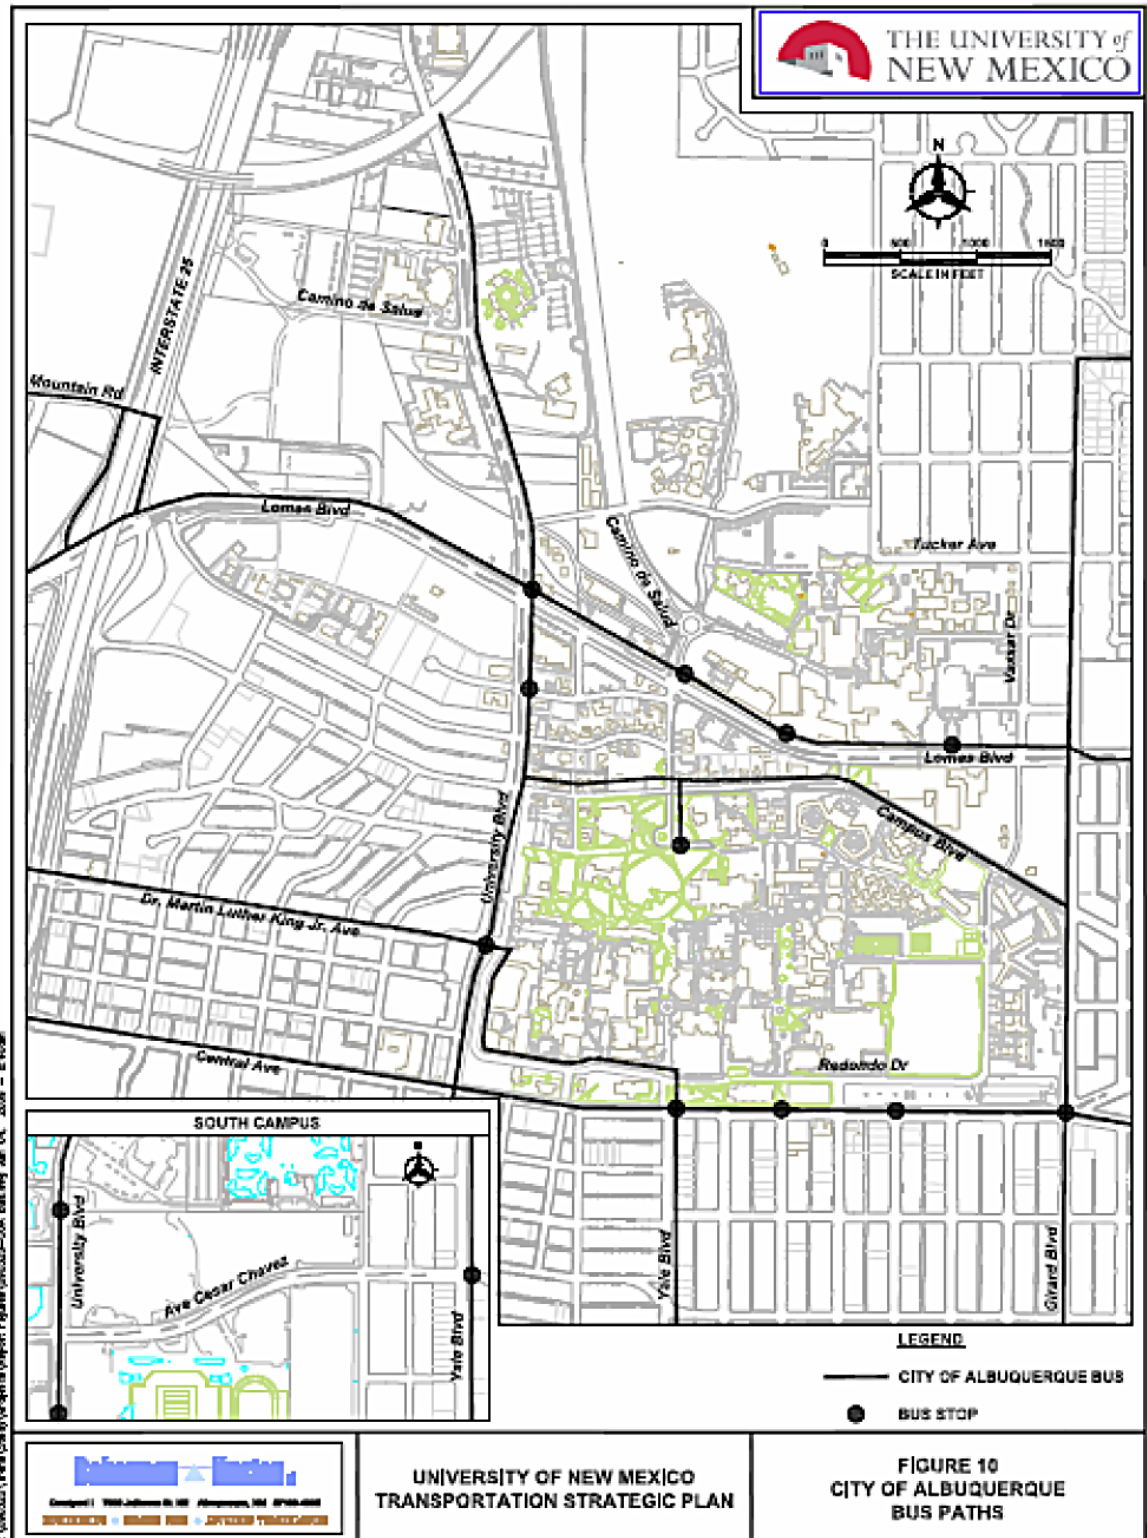 THE UNIVERSITY of
NEW MEXICO
N
0 500 1000 1500
SCALE IN FEET
INTERSTATE 25
Camino de Salud
Mountain Rd
Lomas Blvd
Camino de Salud
Tucker Ave
Vassar Dr
Lomas Blvd
University Blvd
Campus Blvd
Dr. Martin Luther King Jr. Ave
Central Ave
Redondo Dr
SOUTH CAMPUS
University Blvd
Ave Cesar Chavez
Yale Blvd
Yale Blvd
Girard Blvd
LEGEND
CITY OF ALBUQUERQUE BUS
BUS STOP
UNIVERSITY OF NEW MEXICO
TRANSPORTATION STRATEGIC PLAN
FIGURE 10
CITY OF ALBUQUERQUE
BUS PATHS